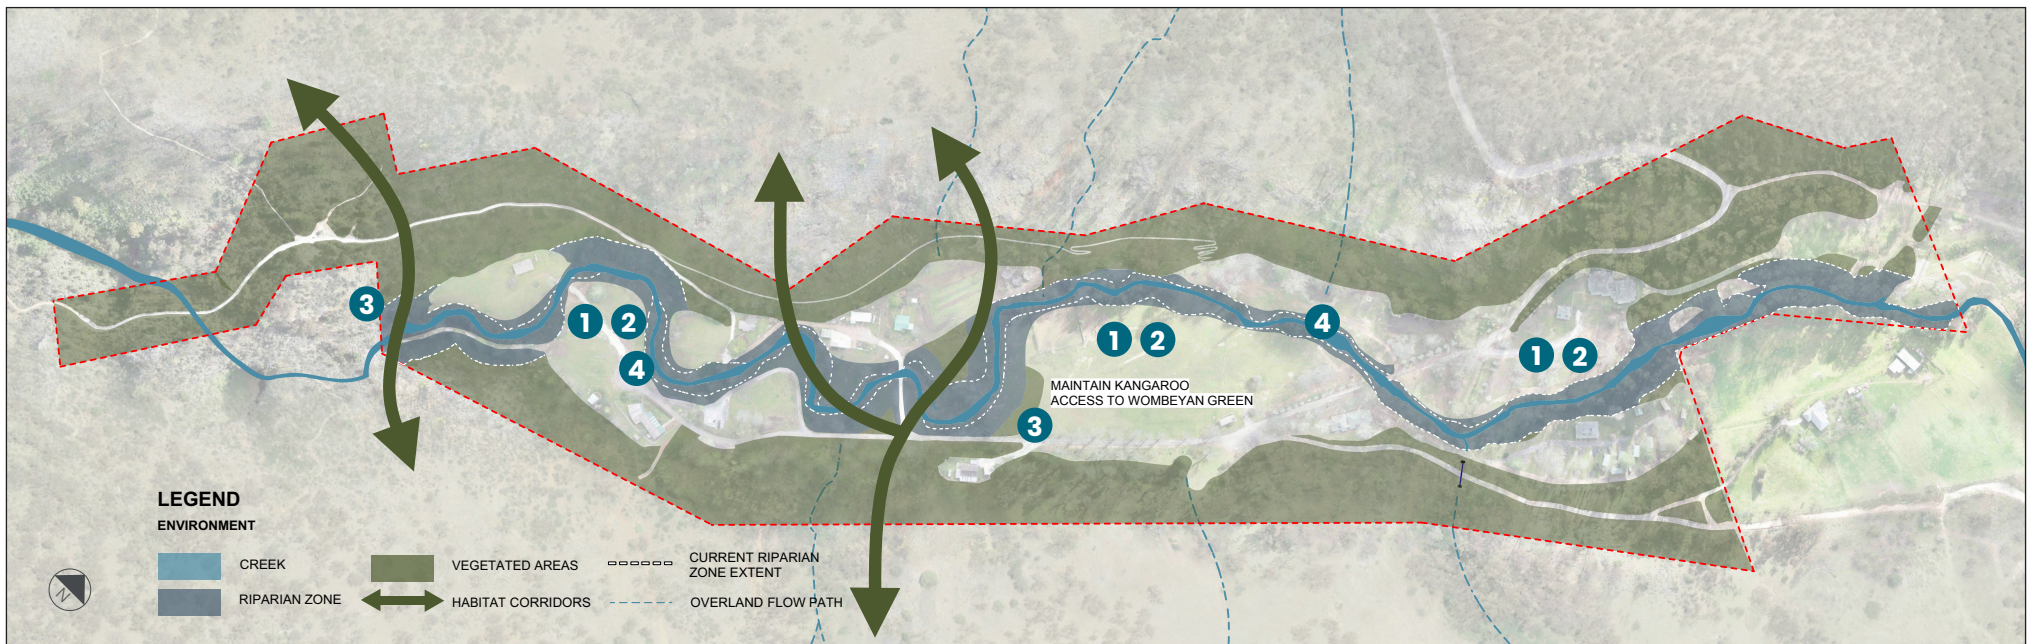 3
1
2
4
1
2
4
1
2
MAINTAIN KANGAROO
ACCESS TO WOMBEYAN GREEN
3
LEGEND
ENVIRONMENT
CREEK
RIPARIAN ZONE
VEGETATED AREAS
HABITAT CORRIDORS
CURRENT RIPARIAN
ZONE EXTENT
OVERLAND FLOW PATH
N